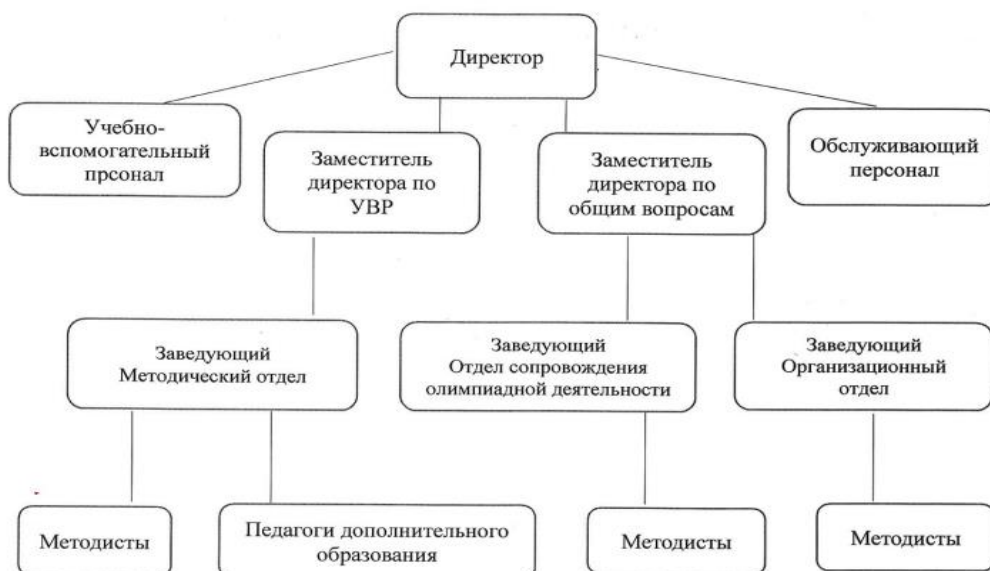 Директор
Учебно-
вспомогательный
прсонал
Заместитель
директора по
УВР
Заместитель
директора по
общим вопросам
Обслуживающий
персонал
Заведующий
Методический отдел
Заведующий
Отдел сопровождения
олимпиадной деятельности
Заведующий
Организационный
отдел
Методисты
Педагоги дополнительного
образования
Методисты
Методисты